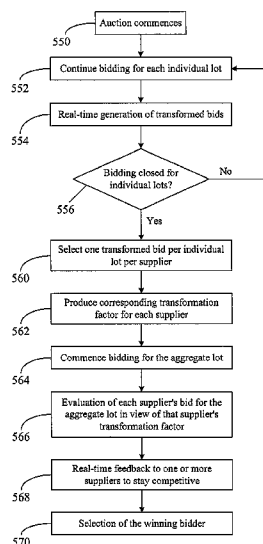 Auction commences
550
Continue bidding for each individual lot
552
Real-time generation of transformed bids
554
Bidding closed for
individual lots?
No
556
Yes
Select one transformed bid per individual
lot per supplier
560
Produce corresponding transformation
factor for each supplier
562
Commence bidding for the aggregate lot
564
Evaluation of each supplier's bid for the
aggregate lot in view of that supplier's
transformation factor
566
Real-time feedback to one or more
suppliers to stay competitive
568
Selection of the winning bidder
570